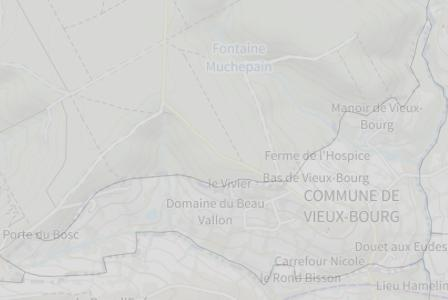 Fontaine
Muchepain
Manoir de Vieux-
Bourg
Ferme de l'Hospice
Bas de Vieux-Bourg
le Vivier
COMMUNE DE
VIEUX-BOURG
Domaine du Beau
Vallon
Porte du Bosc
Douet aux Eudes
Carrefour Nicole
le Rond Bisson
Lieu Hamelin